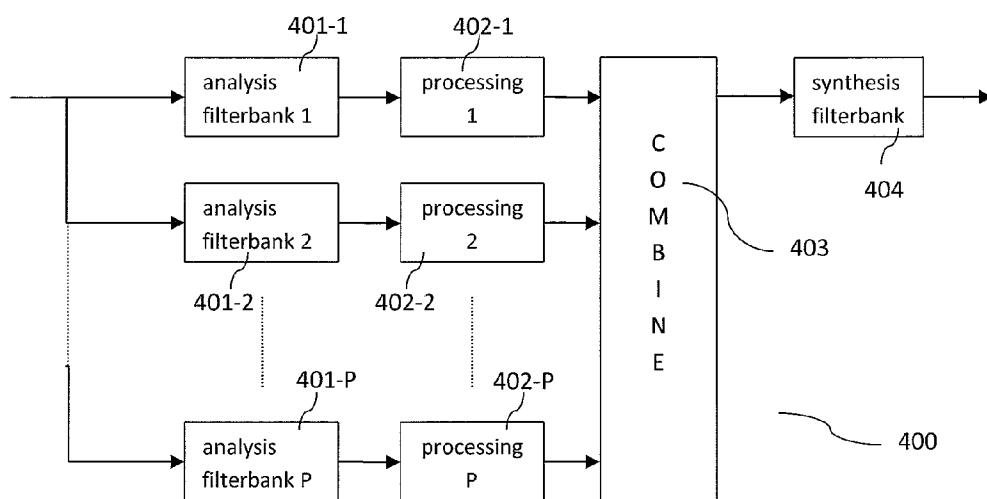 401-1
402-1
analysis
filterbank 1
processing
1
synthesis
filterbank
404
C
O
M
B
I
N
E
403
analysis
filterbank 2
processing
2
401-2
402-2
401-P
402-P
analysis
filterbank P
processing
P
400